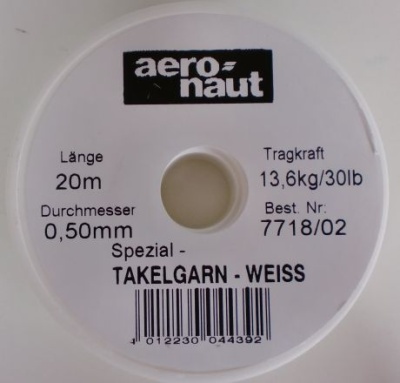 aero-
naut
Länge
20m
Tragkraft
13,6kg/30lb
Durchmesser
0,50mm
Best. Nr:
7718/02
Spezial -
TAKELGARN - WEISS
4 012230 044392